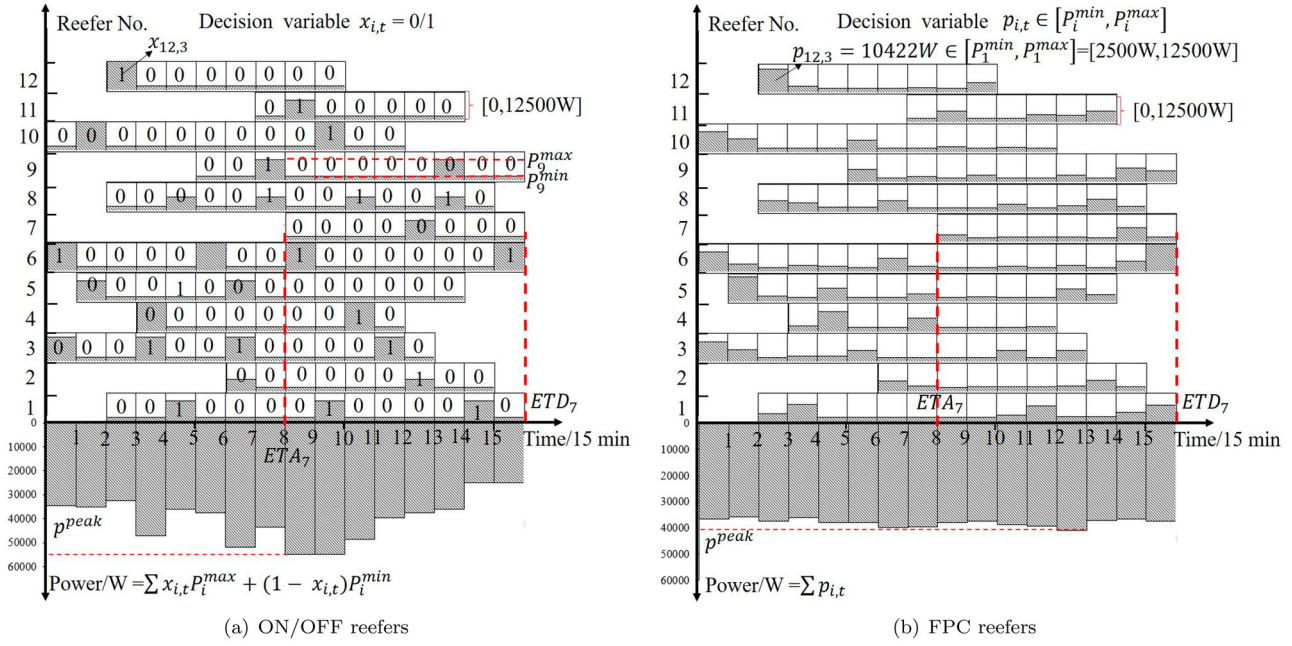 Reefer No. Decision variable x_{i,t} = 0/1
x_{12,3}
12 1 0 0 0 0 0 0 0
11 0 1 0 0 0 0 0 [0,12500W]
10 0 0 0 0 0 0 0 0 0 1 0 0
9 0 0 1 0 0 0 0 0 0 0 0 P_9^{max}
P_9^{min}
8 0 0 0 0 0 1 0 0 1 0 0 1 0
7 0 0 0 0 0 0 0 0
6 1 0 0 0 0 0 0 1 0 0 0 0 0 0 1
5 0 0 0 1 0 0 0 0 0 0 0 0 0
4 0 0 0 0 0 0 0 1 0
3 0 0 0 1 0 0 1 0 0 0 0 1 0
2 0 0 0 0 0 0 1 0 0
1 0 0 1 0 0 0 0 1 0 0 0 0 1 0 ETD_7
0 1 2 3 4 5 6 7 8 9 10 11 12 13 14 15 Time/15 min
ETA_7
10000
20000
30000
40000
50000
60000
p^{peak}
Power/W =∑ x_{i,t}P_i^{max} + (1 − x_{i,t})P_i^{min}
(a) ON/OFF reefers
Reefer No. Decision variable p_{i,t} ∈ [P_i^{min}, P_i^{max}]
p_{12,3} = 10422W ∈ [P_1^{min}, P_1^{max}]=[2500W,12500W]
12
11 [0,12500W]
10
9
8
7
6
5
4
3
2
1 ETA_7 ETD_7
0 1 2 3 4 5 6 7 8 9 10 11 12 13 14 15 Time/15 min
10000
20000
30000
40000
50000
60000
p^{peak}
Power/W =∑ p_{i,t}
(b) FPC reefers